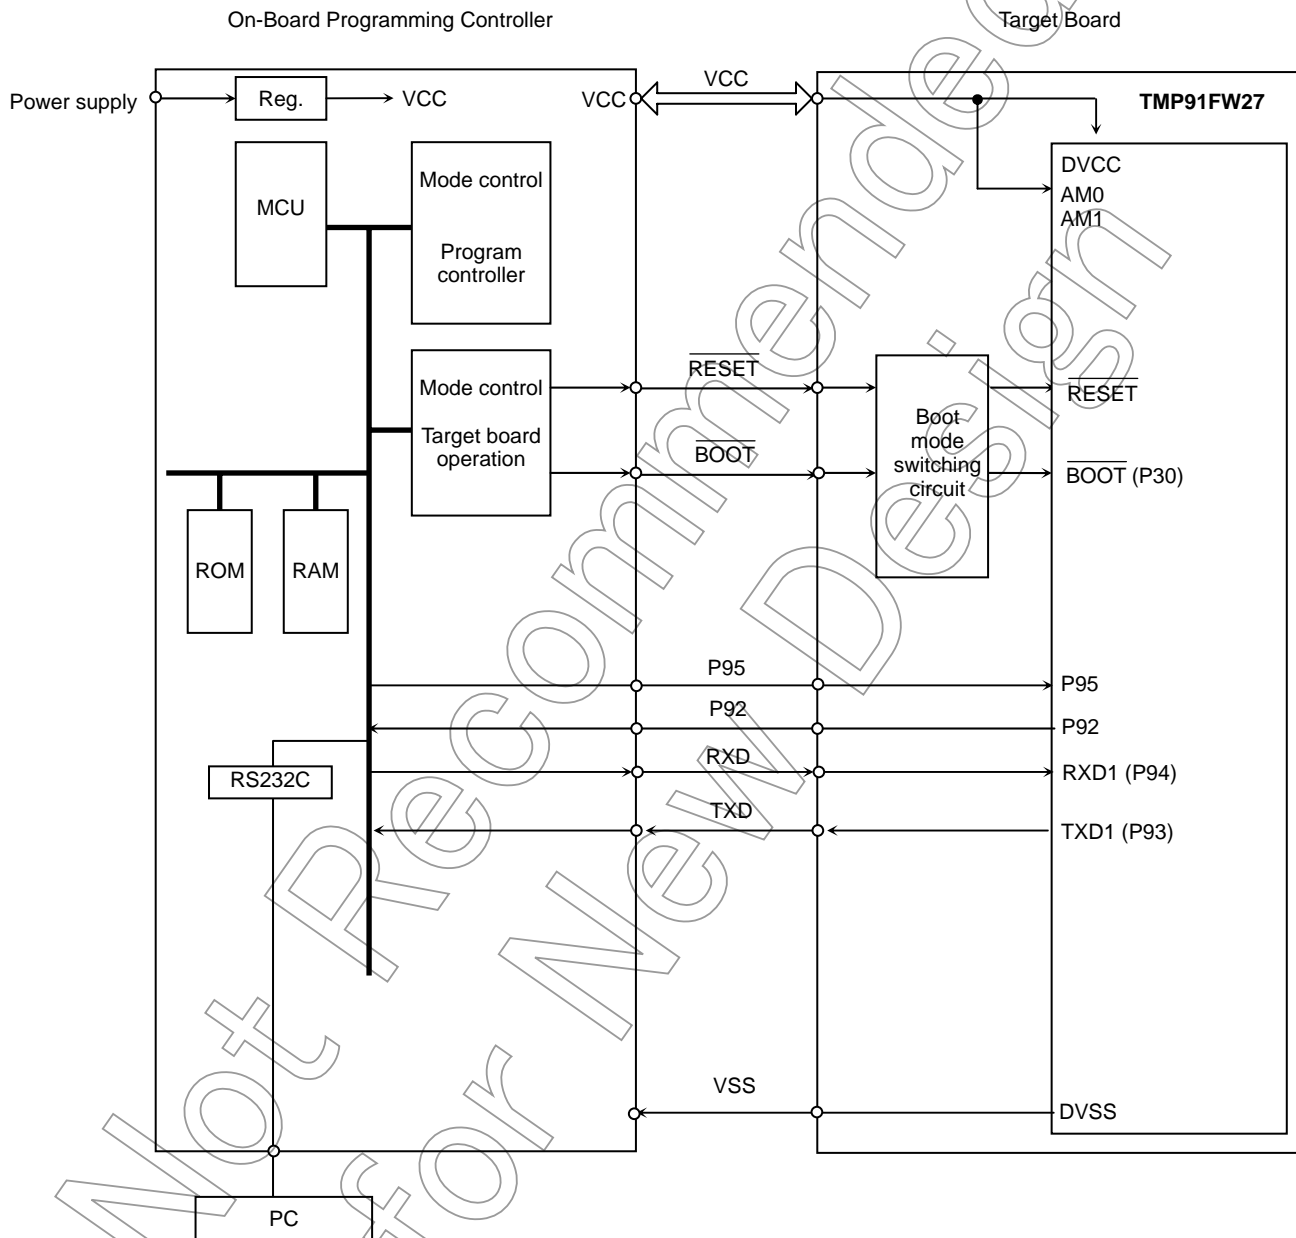 On-Board Programming Controller
Target Board
Power supply
Reg.
VCC
VCC
VCC
TMP91FW27
MCU
Mode control
Program
controller
DVCC
AM0
AM1
Mode control
Target board
operation
RESET
BOOT
Boot
mode
switching
circuit
RESET
BOOT (P30)
ROM
RAM
P95
P95
P92
P92
RS232C
RXD
RXD1 (P94)
TXD
TXD1 (P93)
VSS
DVSS
PC
Not Recommended
for New Design